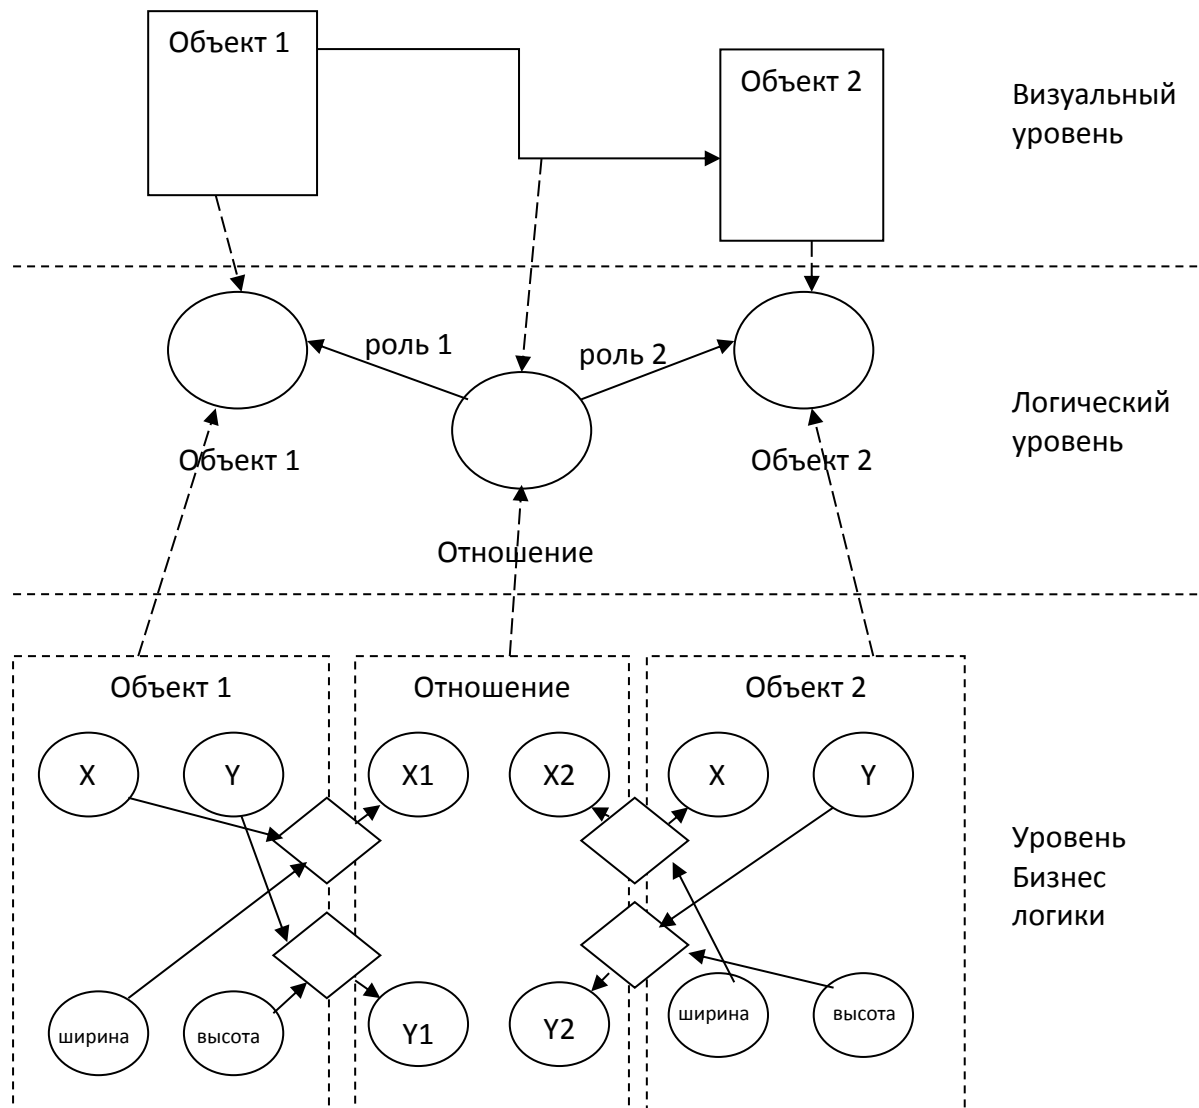 Объект 1
Объект 2
Визуальный
уровень
роль 1
роль 2
Логический
уровень
Объект 1
Объект 2
Отношение
Объект 1
Отношение
Объект 2
X
Y
X1
X2
X
Y
Уровень
Бизнес
логики
ширина
высота
Y1
Y2
ширина
высота